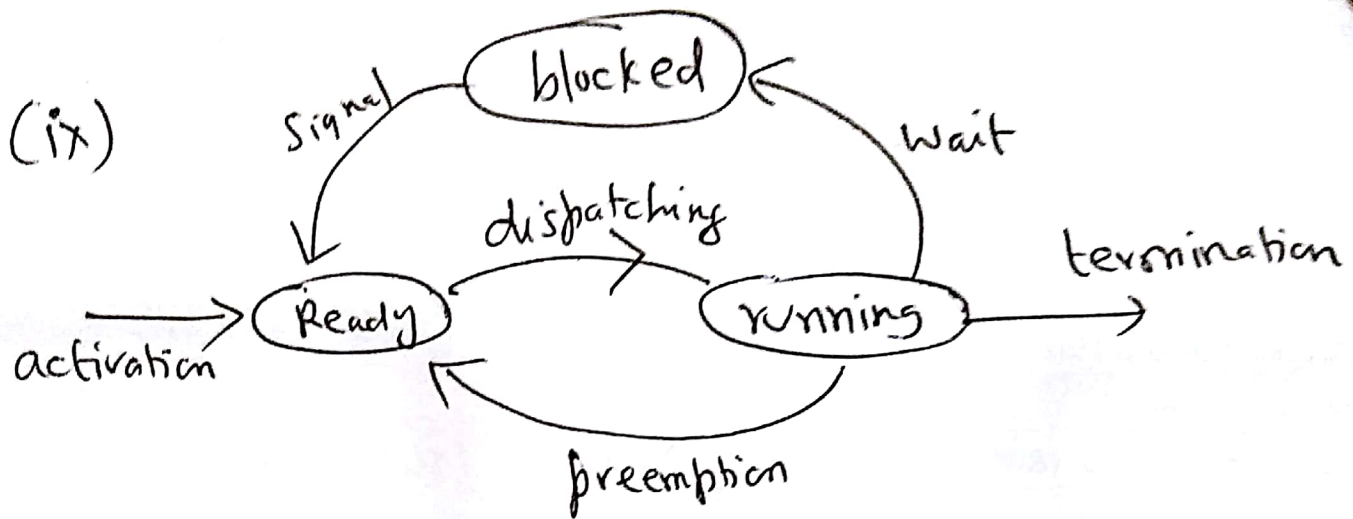 blocked
(ix)
Signal
wait
dispatching
termination
Ready
running
activation
preemption